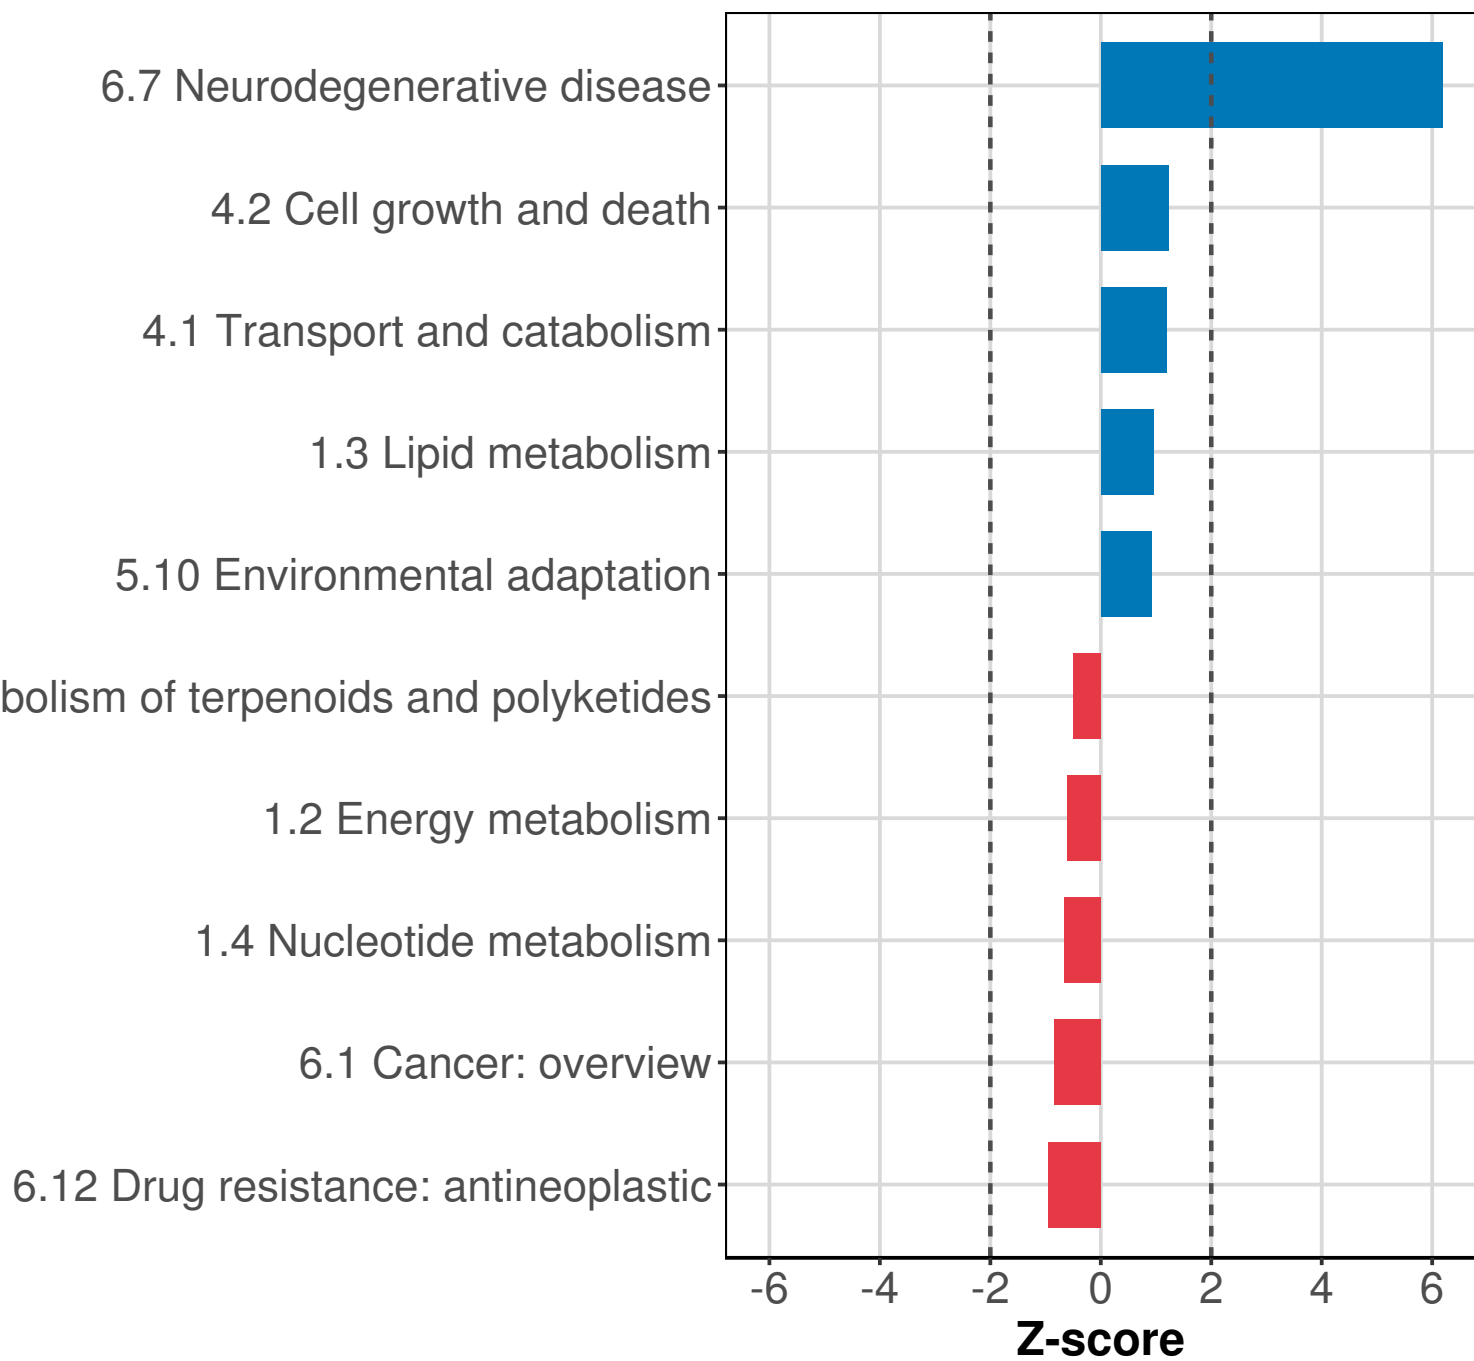 6.7 Neurodegenerative disease
4.2 Cell growth and death
4.1 Transport and catabolism
1.3 Lipid metabolism
5.10 Environmental adaptation
bolism of terpenoids and polyketides
1.2 Energy metabolism
1.4 Nucleotide metabolism
6.1 Cancer: overview
6.12 Drug resistance: antineoplastic
-6 -4 -2 0 2 4 6
Z-score